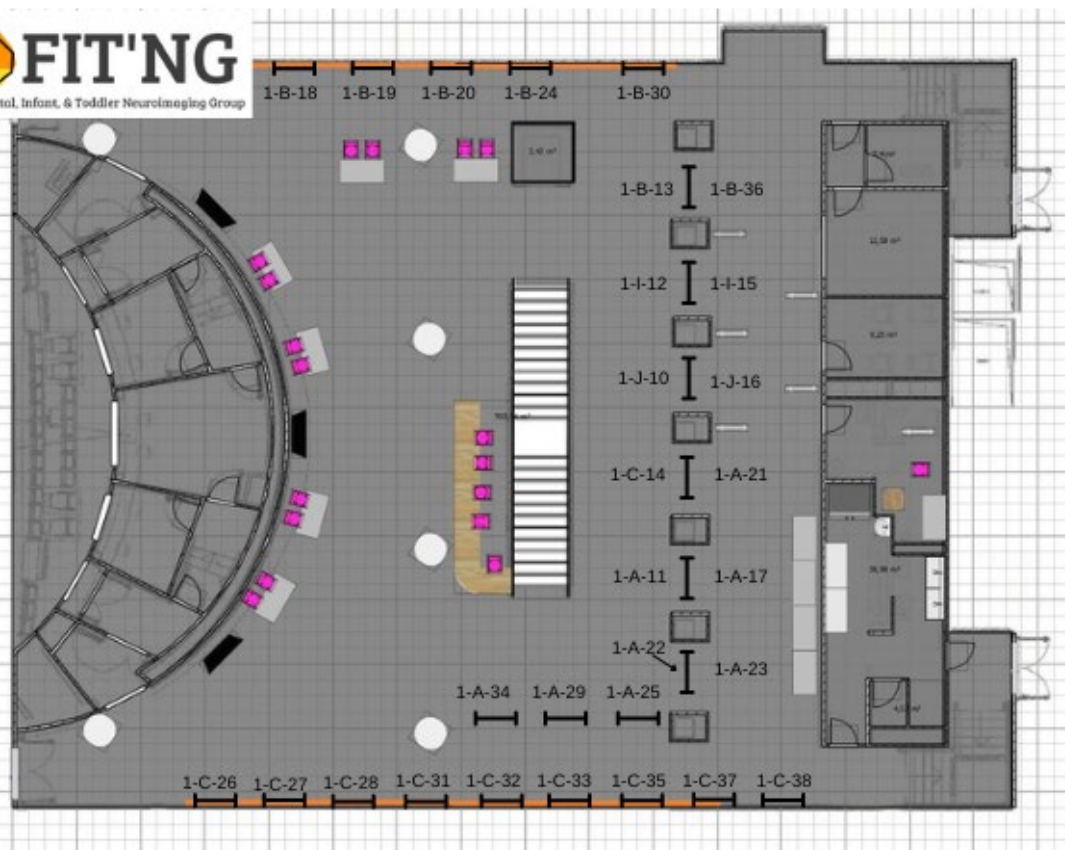 FIT'NG
tal, Infant, & Toddler Neuroimaging Group
1-B-18 1-B-19 1-B-20 1-B-24 1-B-30
1-B-13 1-B-36
1-I-12 1-I-15
1-J-10 1-J-16
1-C-14 1-A-21
1-A-11 1-A-17
1-A-22 1-A-23
1-A-34 1-A-29 1-A-25
1-C-26 1-C-27 1-C-28 1-C-31 1-C-32 1-C-33 1-C-35 1-C-37 1-C-38